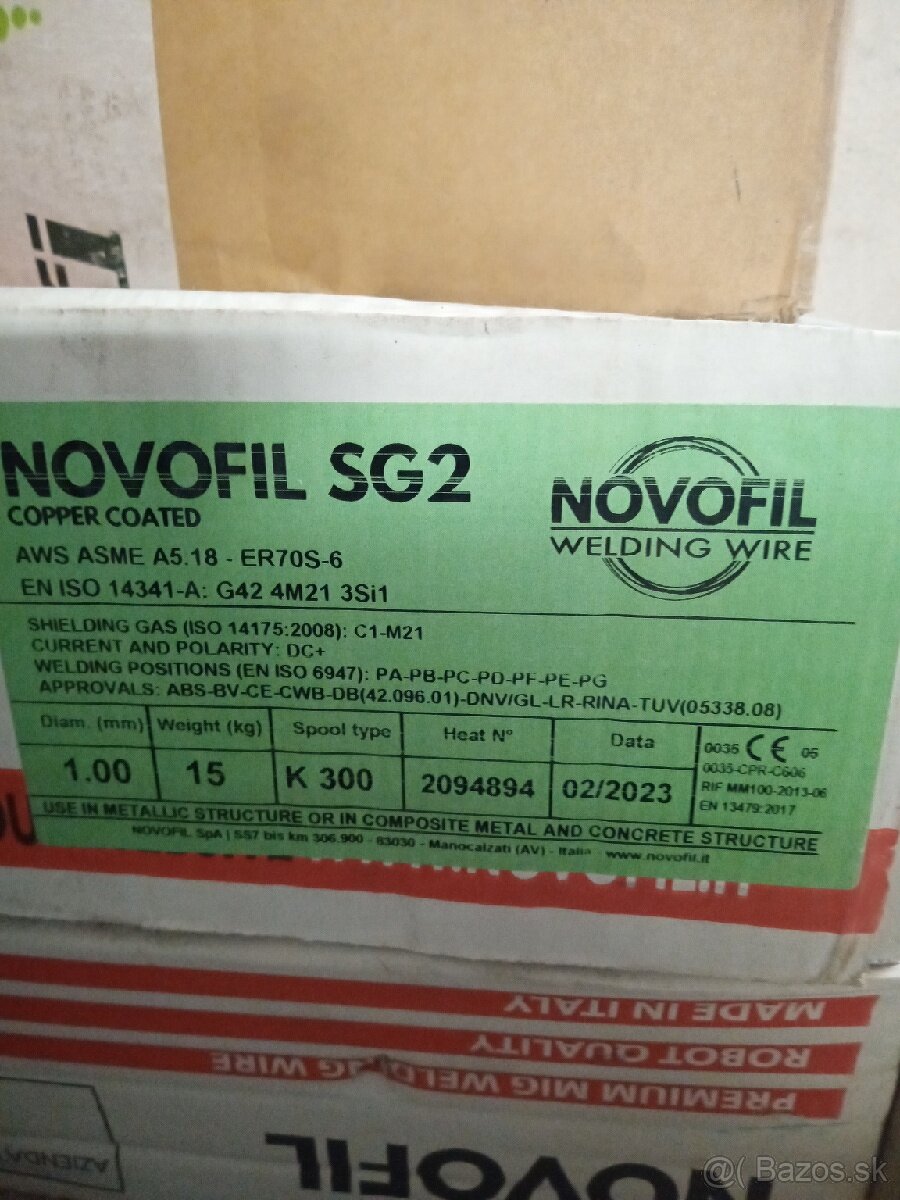 NOVOFIL SG2
COPPER COATED
NOVOFIL
WELDING WIRE
AWS ASME A5.18 - ER70S-6
EN ISO 14341-A: G42 4M21 3Si1
SHIELDING GAS (ISO 14175:2008): C1-M21
CURRENT AND POLARITY: DC+
WELDING POSITIONS (EN ISO 6947): PA-PB-PC-PD-PF-PE-PG
APPROVALS: ABS-BV-CE-CWB-DB(42.096.01)-DNV/GL-LR-RINA-TUV(05338.08)
Diam. (mm) Weight (kg) Spool type Heat N° Data
1.00 15 K 300 2094894 02/2023
0035 CE 05
0035-CPR-C606
RIF MM100-2013-06
EN 13479:2017
USE IN METALLIC STRUCTURE OR IN COMPOSITE METAL AND CONCRETE STRUCTURE
NOVOFIL SpA | SS7 bis km 306.900 - 83030 - Manocalzati (AV) - Italia - www.novofil.it
MADE IN ITALY
ROBOT QUALITY
PREMIUM MIG WELDING WIRE
NOVOFIL
@( Bazos.sk